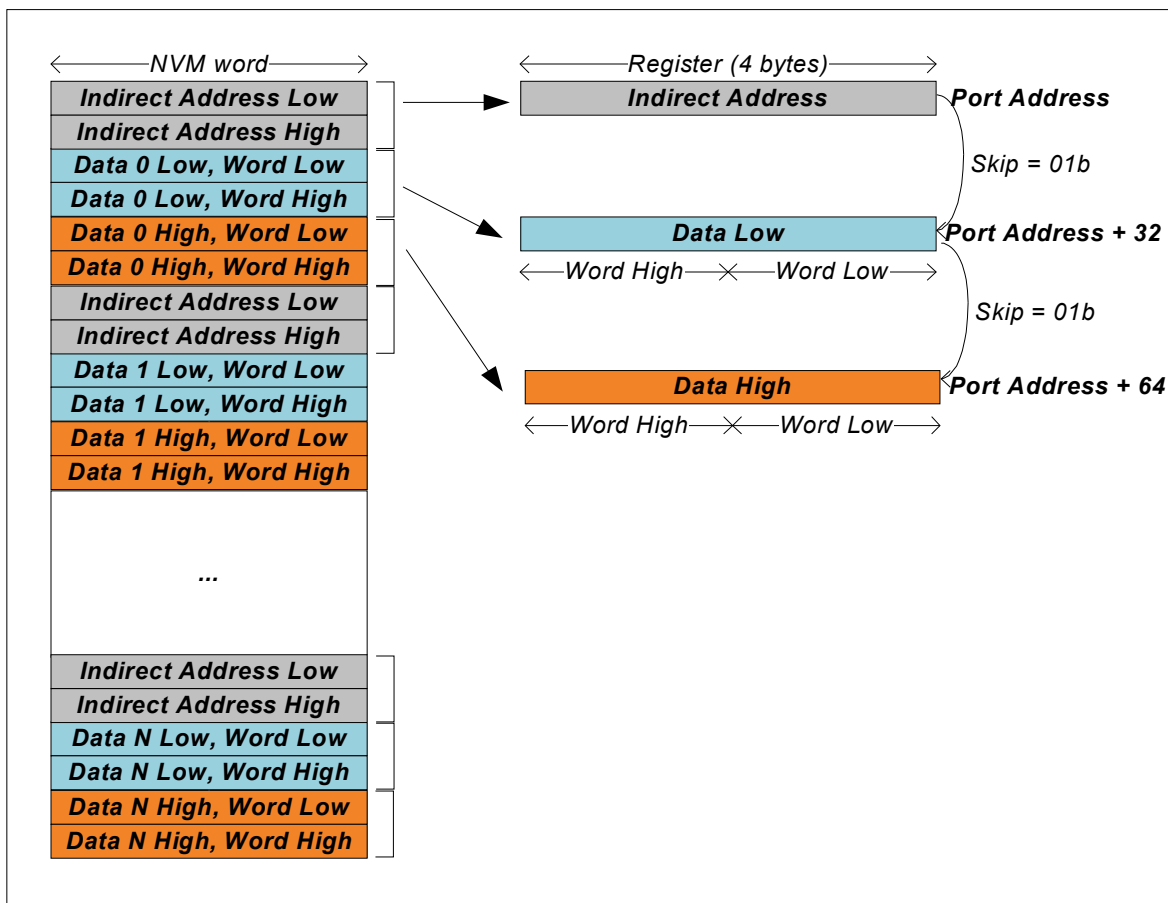 NVM word
Indirect Address Low
Indirect Address High
Data 0 Low, Word Low
Data 0 Low, Word High
Data 0 High, Word Low
Data 0 High, Word High
Indirect Address Low
Indirect Address High
Data 1 Low, Word Low
Data 1 Low, Word High
Data 1 High, Word Low
Data 1 High, Word High
...
Indirect Address Low
Indirect Address High
Data N Low, Word Low
Data N Low, Word High
Data N High, Word Low
Data N High, Word High
Register (4 bytes)
Indirect Address
Port Address
Skip = 01b
Data Low
Port Address + 32
Word High
Word Low
Skip = 01b
Data High
Port Address + 64
Word High
Word Low